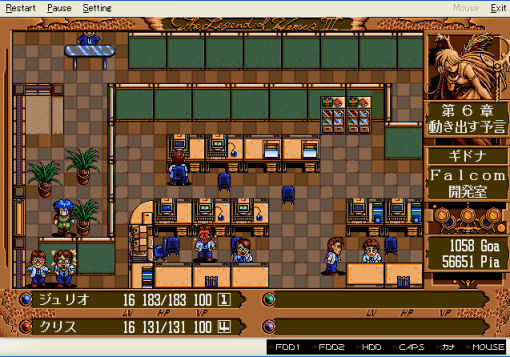 Restart Pause Setting Mouse Exit
The Legend of Heroes III
第6章
動き出す予言
ギドナ
Falcom
開発室
1058 Goa
56651 Pia
ジュリオ 16 183/183 100 1
LV HP VP LV HP VP
クリス 16 131/131 100 4
FDD1 FDD2 HDD CAPS カナ MOUSE